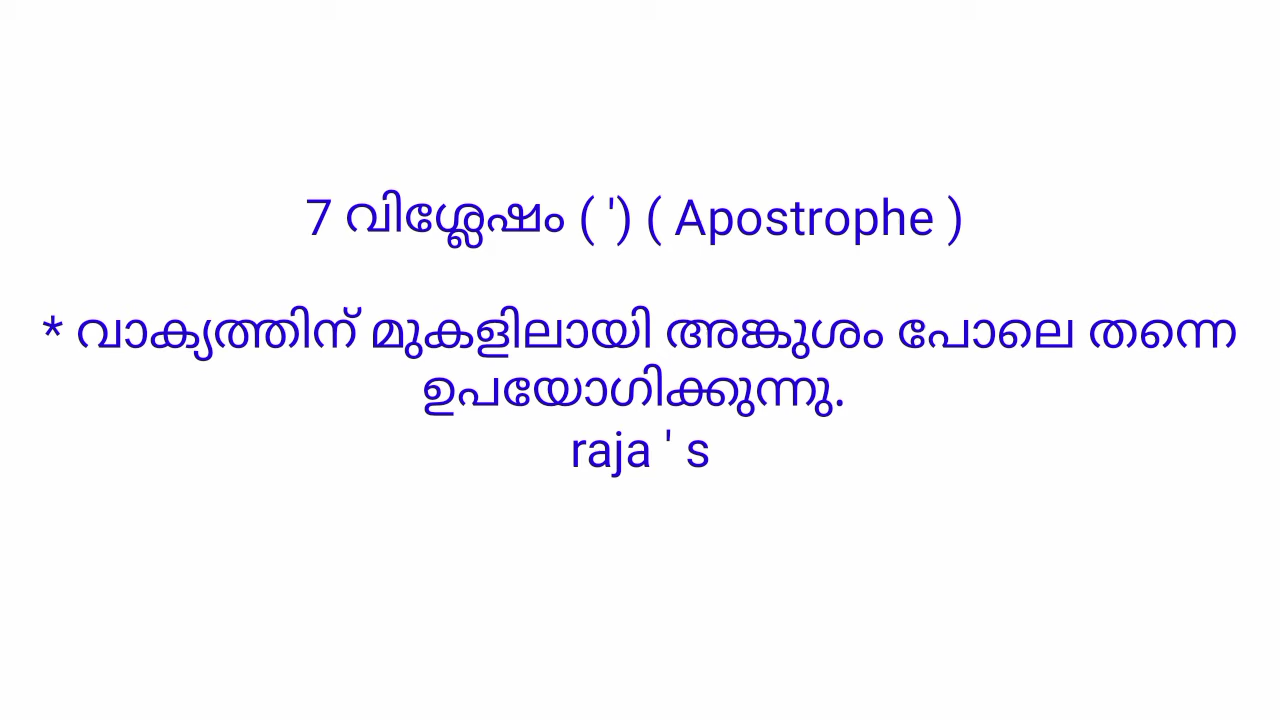 7 വിശ്ലേഷം ( ') ( Apostrophe )
* വാക്യത്തിന് മുകളിലായി അങ്കുശം പോലെ തന്നെ
ഉപയോഗിക്കുന്നു.
raja ' s